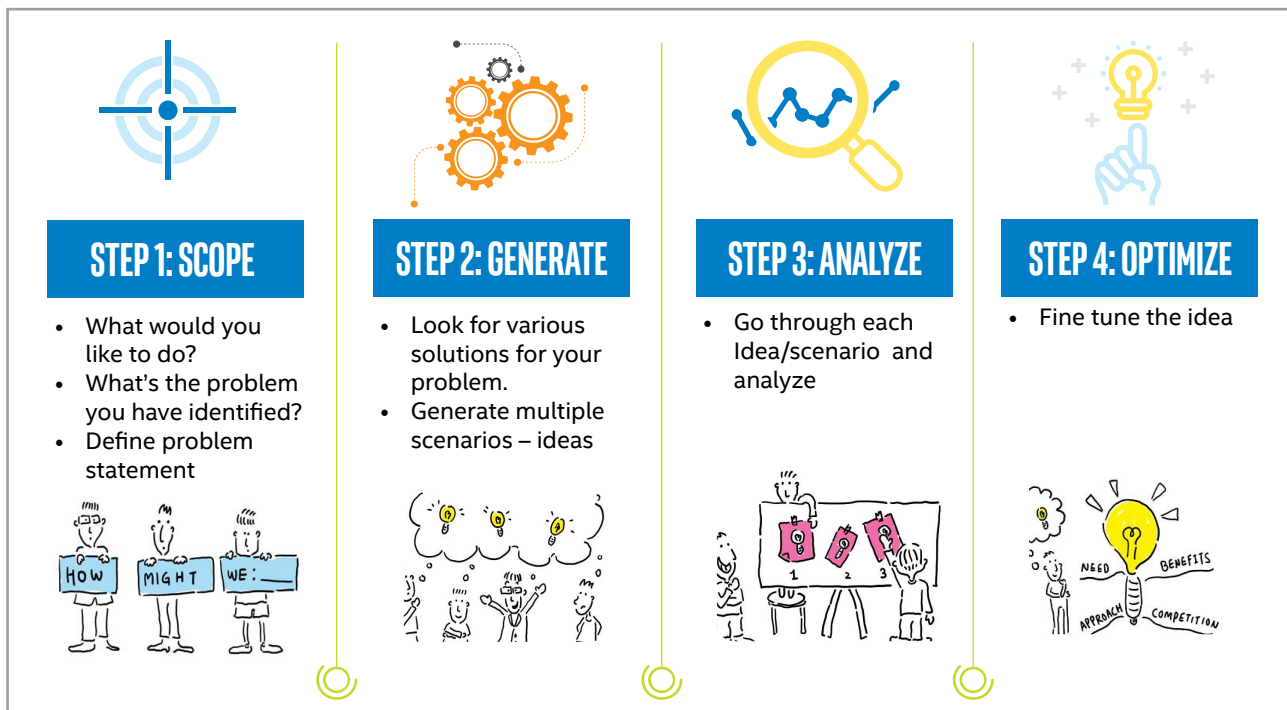 STEP 1: SCOPE
• What would you
like to do?
• What's the problem
you have identified?
• Define problem
statement
HOW
MIGHT
WE:___
STEP 2: GENERATE
• Look for various
solutions for your
problem.
• Generate multiple
scenarios – ideas
STEP 3: ANALYZE
• Go through each
Idea/scenario  and
analyze
1
2
3
STEP 4: OPTIMIZE
• Fine tune the idea
NEED
BENEFITS
APPROACH
COMPETITION